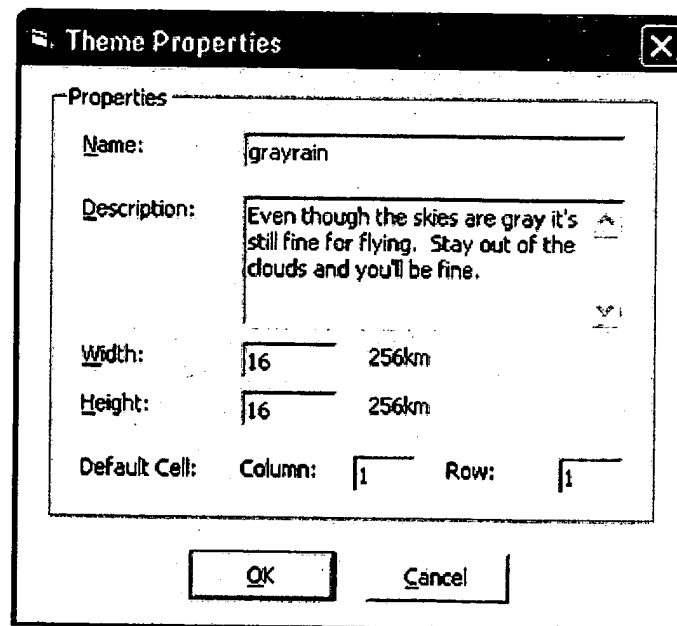 Theme Properties
Properties
Name: grayrain
Description: Even though the skies are gray it's
still fine for flying. Stay out of the
clouds and you'll be fine.
Width: 16 256km
Height: 16 256km
Default Cell: Column: 1 Row: 1
OK Cancel